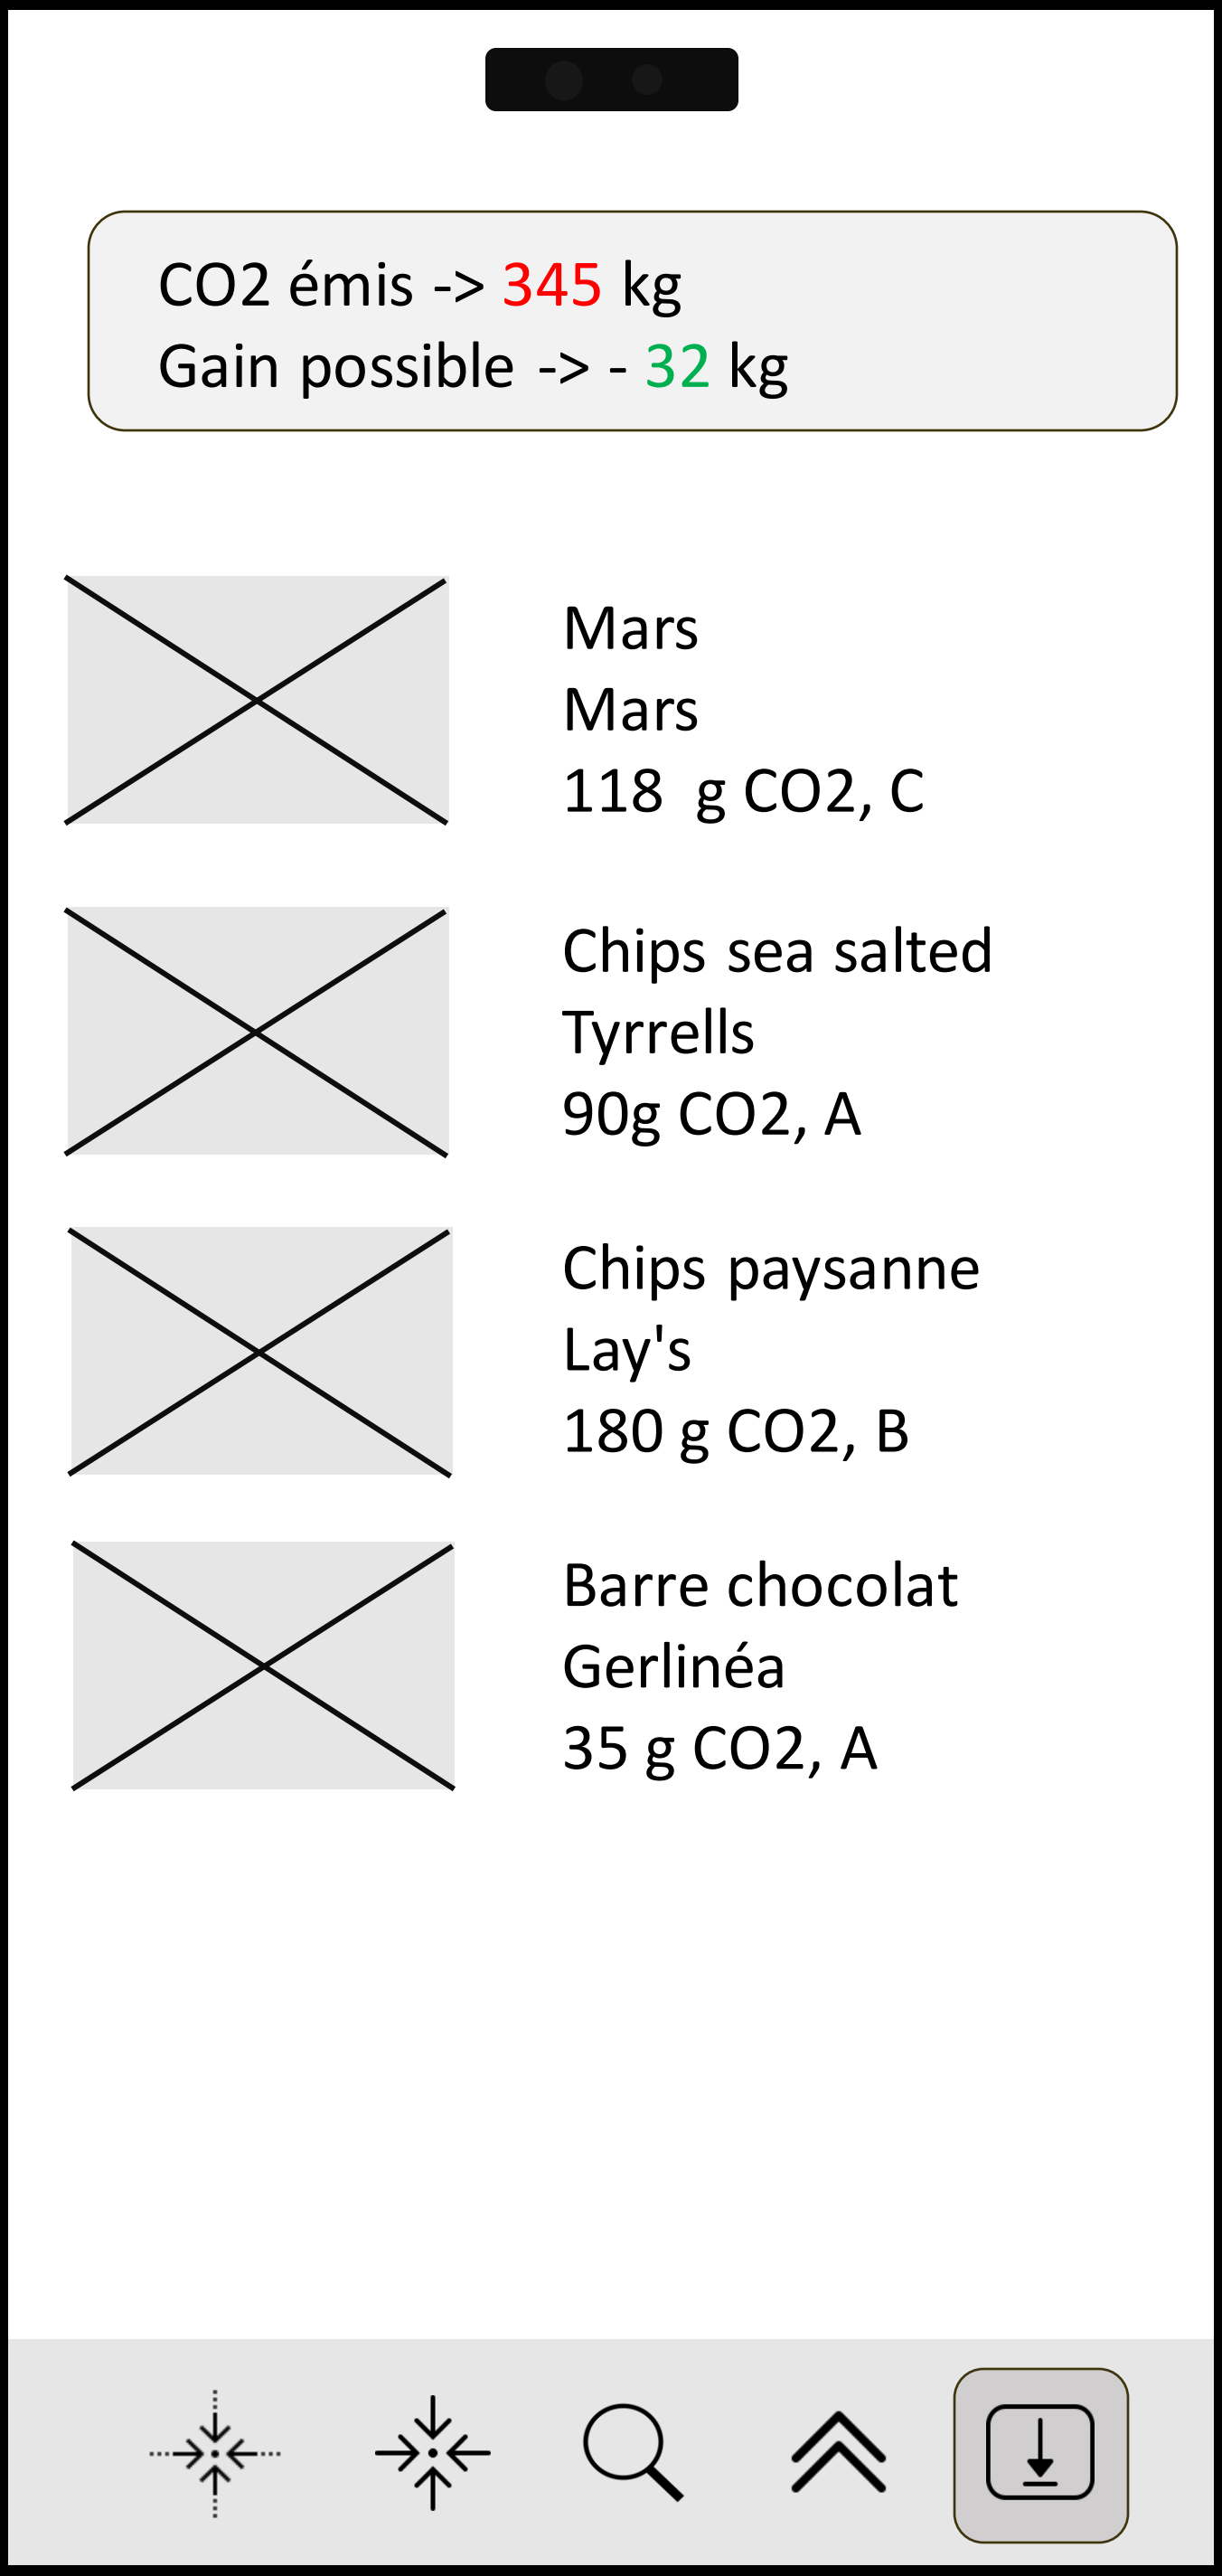 CO2 émis -> 345 kg
Gain possible -> - 32 kg
Mars
Mars
118  g CO2, C
Chips sea salted
Tyrrells
90g CO2, A
Chips paysanne
Lay's
180 g CO2, B
Barre chocolat
Gerlinéa
35 g CO2, A